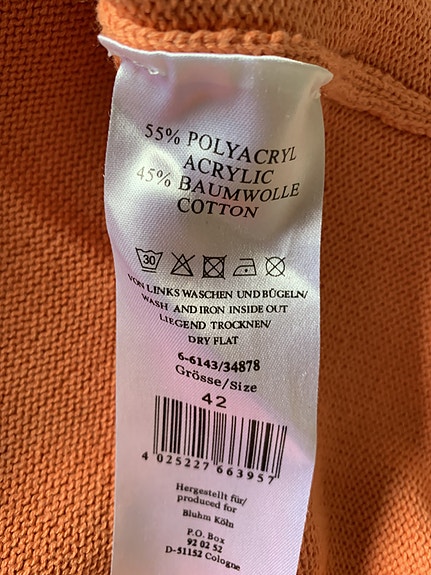 55% POLYACRYL
ACRYLIC
45% BAUMWOLLE
COTTON
30
VON LINKS WASCHEN UND BÜGELN/
WASH AND IRON INSIDE OUT
LIEGEND TROCKNEN/
DRY FLAT
6-6143/34878
Grösse/Size
42
4 025227 663957
Hergestellt für/
produced for
Bluhm Köln
P.O. Box
92 02 52
D-51152 Cologne